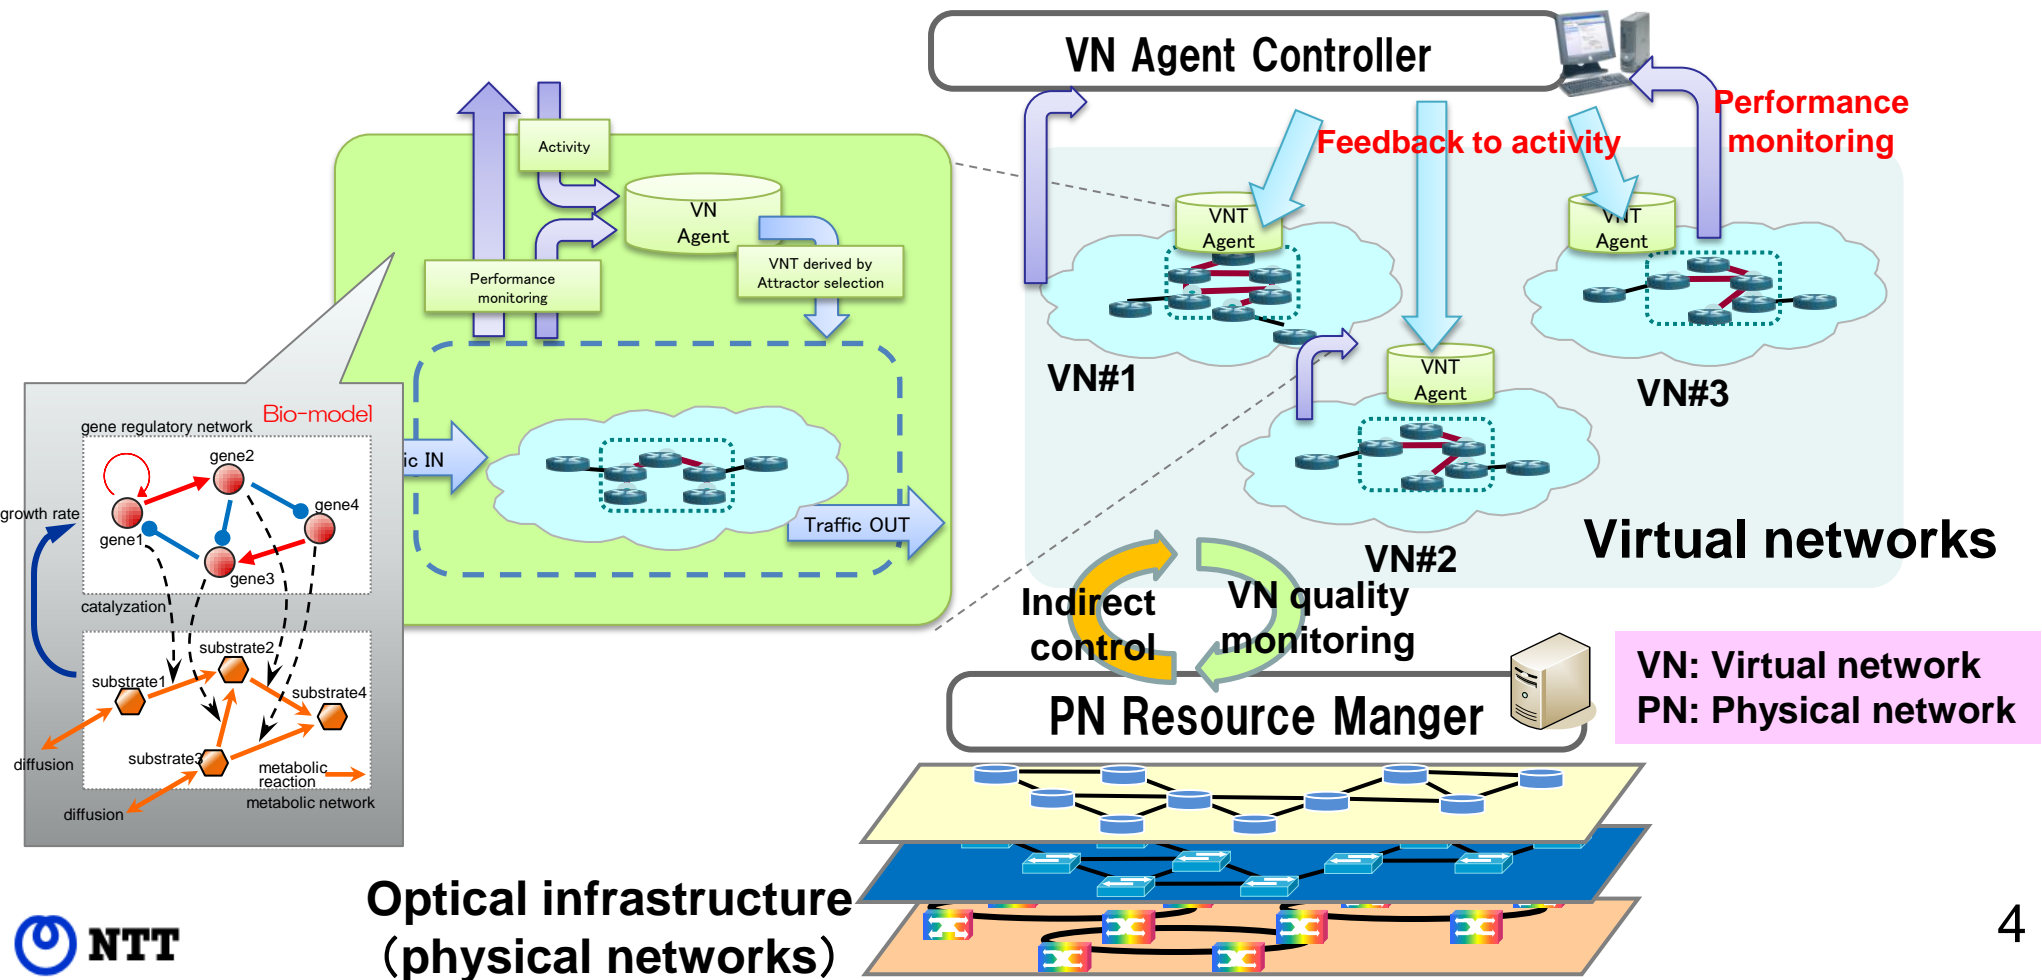 VN Agent Controller
Performance
monitoring
Feedback to activity
Activity
VN
Agent
Performance
monitoring
VNT derived by
Attractor selection
VNT
Agent
VNT
Agent
VNT
Agent
VN#1
VN#3
VN#2
Virtual networks
Bio-model
gene regulatory network
gene2
gene4
growth rate
gene1
gene3
catalyzation
substrate2
substrate1
substrate4
substrate3
diffusion
metabolic
reaction
metabolic network
diffusion
ic IN
Traffic OUT
Indirect
control
VN quality
monitoring
VN: Virtual network
PN: Physical network
PN Resource Manger
Optical infrastructure
(physical networks)
NTT
4